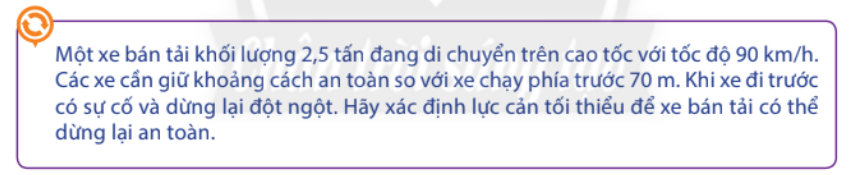 Một xe bán tải khối lượng 2,5 tấn đang di chuyển trên cao tốc với tốc độ 90 km/h.
Các xe cần giữ khoảng cách an toàn so với xe chạy phía trước 70 m. Khi xe đi trước
có sự cố và dừng lại đột ngột. Hãy xác định lực cản tối thiểu để xe bán tải có thể
dừng lại an toàn.